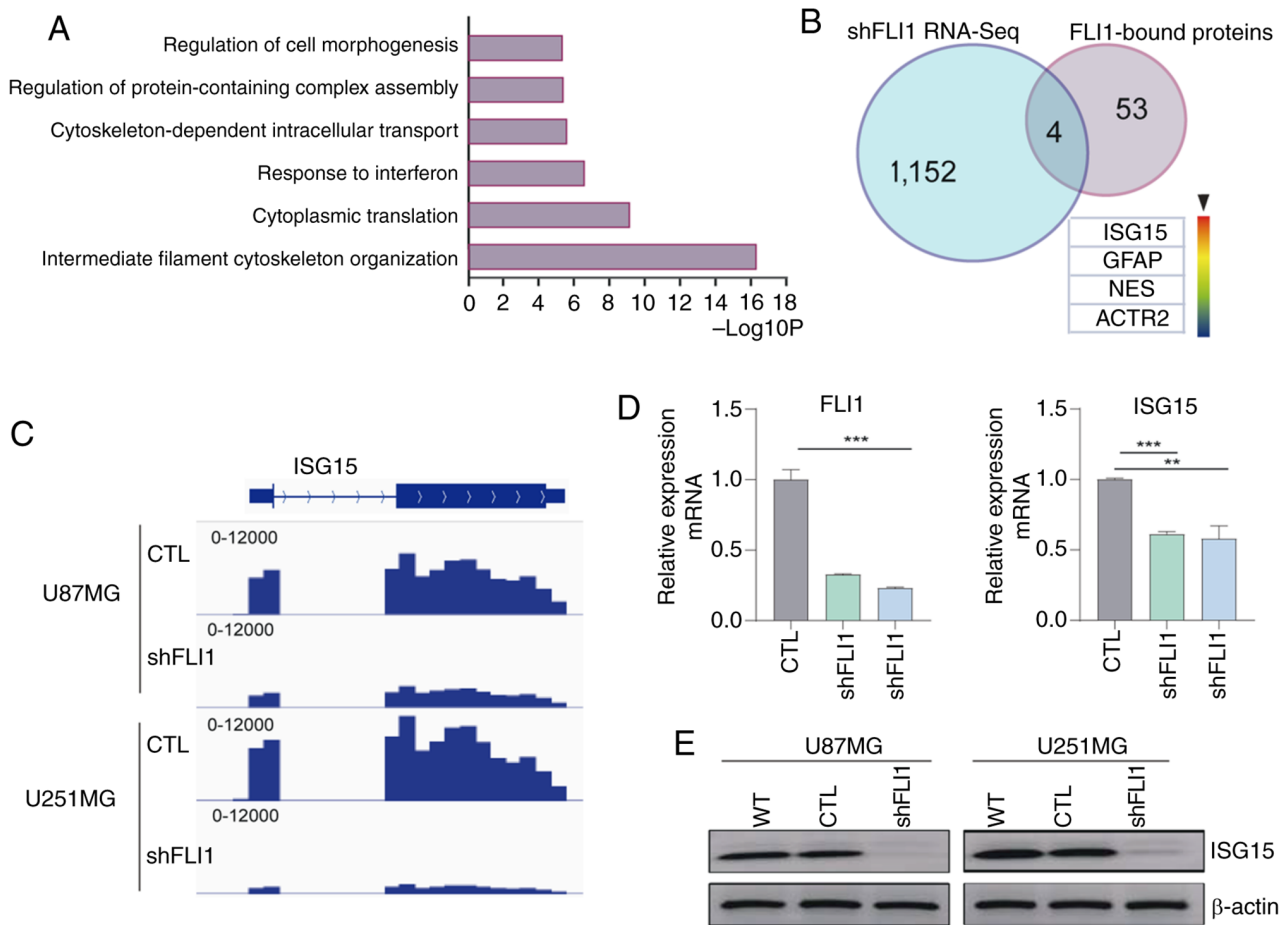 A
Regulation of cell morphogenesis
Regulation of protein-containing complex assembly
Cytoskeleton-dependent intracellular transport
Response to interferon
Cytoplasmic translation
Intermediate filament cytoskeleton organization
0 2 4 6 8 10 12 14 16 18
–Log10P
B
shFLI1 RNA-Seq
FLI1-bound proteins
1,152
4
53
ISG15
GFAP
NES
ACTR2
C
ISG15
U87MG
CTL
0-12000
shFLI1
0-12000
U251MG
CTL
0-12000
shFLI1
0-12000
D
FLI1
Relative expression
mRNA
1.5
1.0
0.5
0.0
***
CTL
shFLI1
shFLI1
ISG15
Relative expression
mRNA
1.5
1.0
0.5
0.0
***
**
CTL
shFLI1
shFLI1
E
U87MG
U251MG
WT
CTL
shFLI1
WT
CTL
shFLI1
ISG15
β-actin